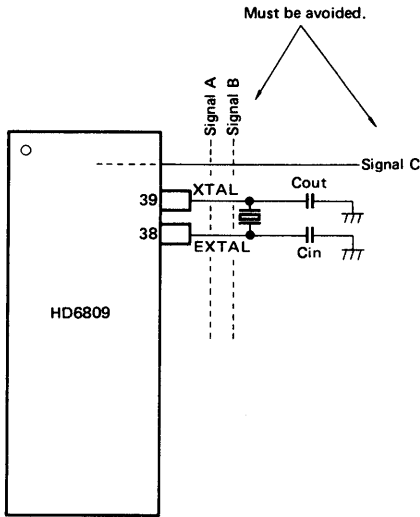 Must be avoided.
Signal A
Signal B
Signal C
39
XTAL
Cout
38
EXTAL
Cin
HD6809